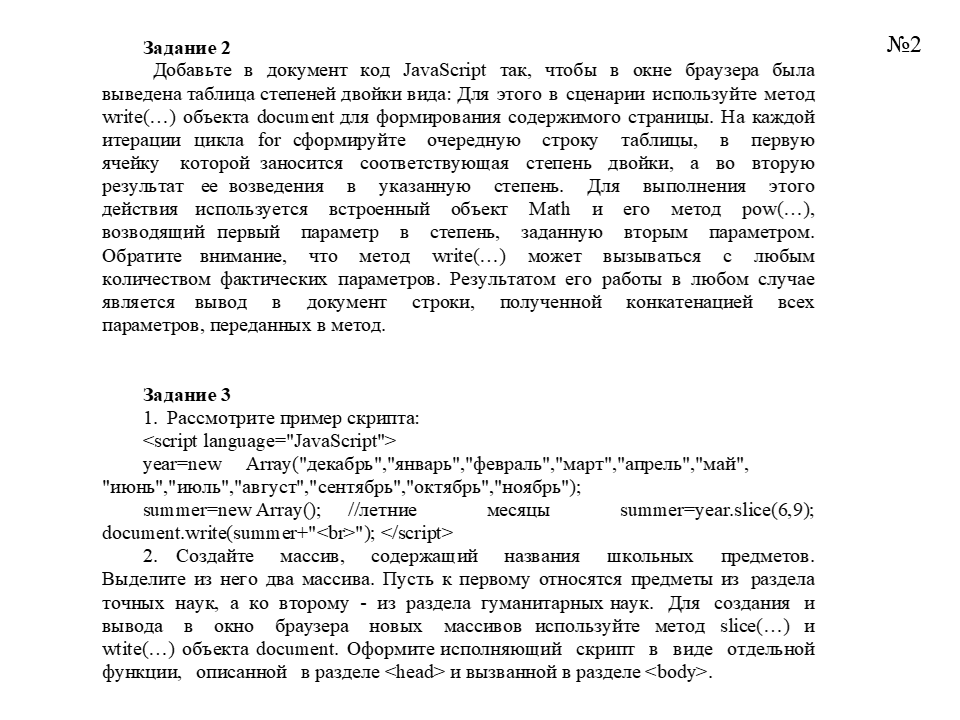 №2
Задание 2
Добавьте в документ код JavaScript так, чтобы в окне браузера была
выведена таблица степеней двойки вида: Для этого в сценарии используйте метод
write(…) объекта document для формирования содержимого страницы. На каждой
итерации цикла for сформируйте очередную строку таблицы, в первую
ячейку которой заносится соответствующая степень двойки, а во вторую
результат ее возведения в указанную степень. Для выполнения этого
действия используется встроенный объект Math и его метод pow(…),
возводящий первый параметр в степень, заданную вторым параметром.
Обратите внимание, что метод write(…) может вызываться с любым
количеством фактических параметров. Результатом его работы в любом случае
является вывод в документ строки, полученной конкатенацией всех
параметров, переданных в метод.
Задание 3
1. Рассмотрите пример скрипта:
<script language="JavaScript">
year=new Array("декабрь","январь","февраль","март","апрель","май",
"июнь","июль","август","сентябрь","октябрь","ноябрь");
summer=new Array(); //летние месяцы summer=year.slice(6,9);
document.write(summer+"<br>"); </script>
2. Создайте массив, содержащий названия школьных предметов.
Выделите из него два массива. Пусть к первому относятся предметы из раздела
точных наук, а ко второму - из раздела гуманитарных наук. Для создания и
вывода в окно браузера новых массивов используйте метод slice(…) и
wtite(…) объекта document. Оформите исполняющий скрипт в виде отдельной
функции, описанной в разделе <head> и вызванной в разделе <body>.